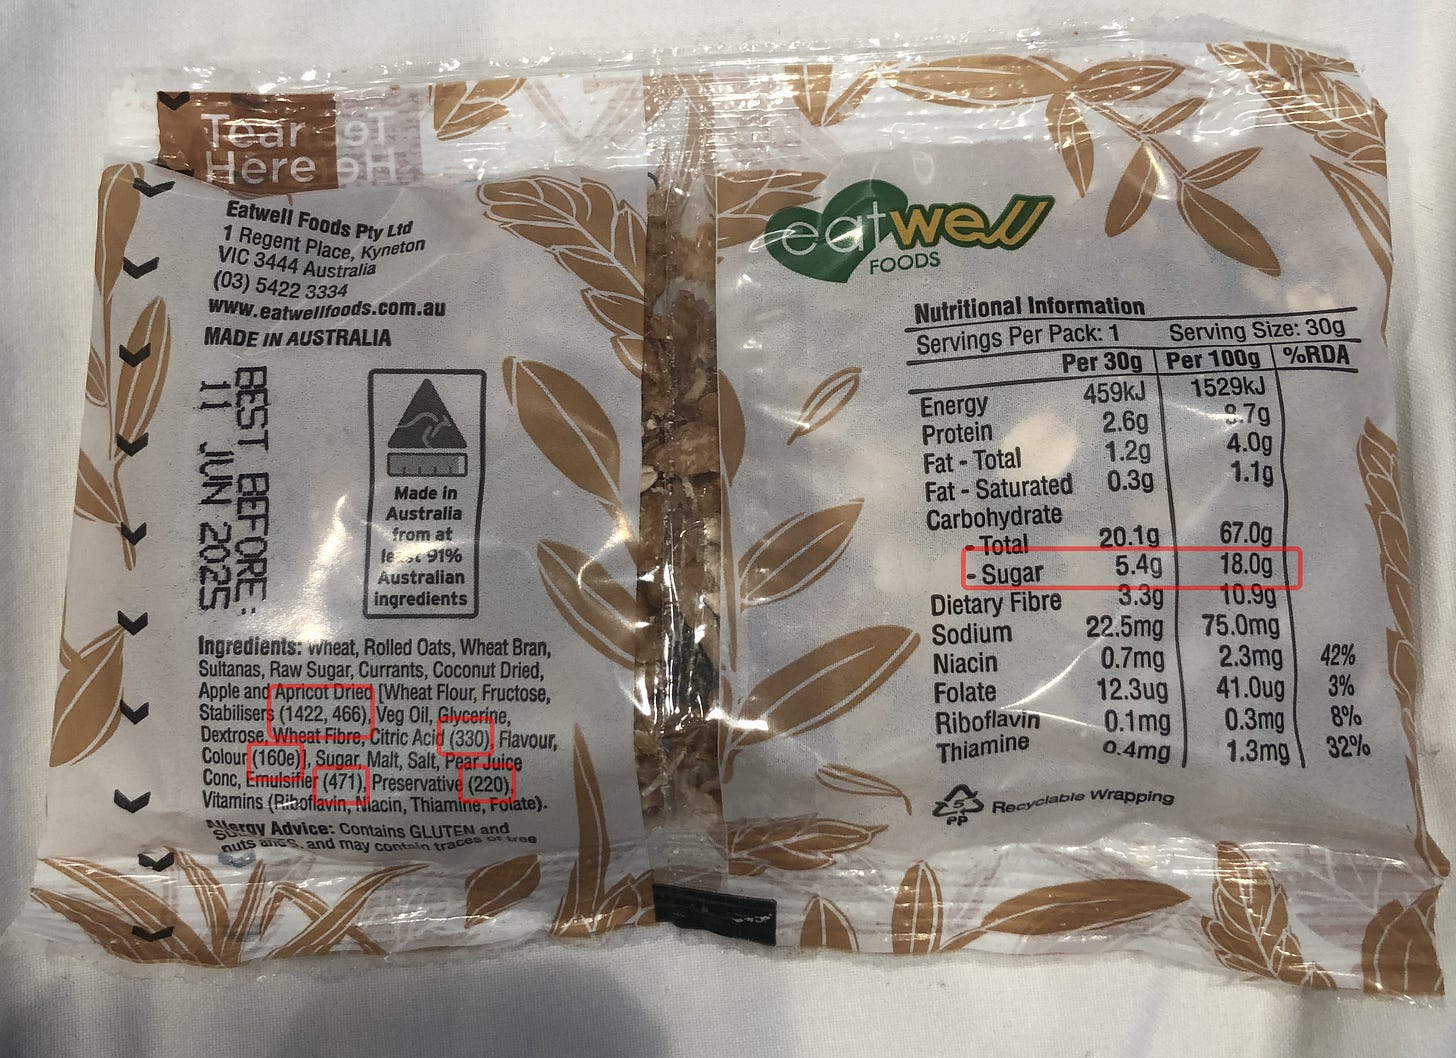 Tear
Here
Eatwell Foods Pty Ltd
1 Regent Place, Kyneton
VIC 3444 Australia
(03) 5422 3334
www.eatwellfoods.com.au
MADE IN AUSTRALIA
BEST BEFORE:
11 JUN 2025
Made in
Australia
from at
least 91%
Australian
ingredients
Ingredients: Wheat, Rolled Oats, Wheat Bran,
Sultanas, Raw Sugar, Currants, Coconut Dried,
Apple and Apricot Dried [Wheat Flour, Fructose,
Stabilisers (1422, 466), Veg Oil, Glycerine,
Dextrose, Wheat Fibre, Citric Acid (330), Flavour,
Colour (160e)], Sugar, Malt, Salt, Pear Juice
Conc, Emulsifier (471), Preservative (220),
Vitamins (Riboflavin, Niacin, Thiamine, Folate).
Allergy Advice: Contains GLUTEN and
and may contain traces of tree
nuts
eatwell
FOODS
Nutritional Information
Servings Per Pack: 1 Serving Size: 30g
Per 30g Per 100g %RDA
Energy 459kJ 1529kJ
Protein 2.6g 8.7g
Fat - Total 1.2g 4.0g
Fat - Saturated 0.3g 1.1g
Carbohydrate
- Total 20.1g 67.0g
- Sugar 5.4g 18.0g
Dietary Fibre 3.3g 10.9g
Sodium 22.5mg 75.0mg
Niacin 0.7mg 2.3mg 42%
Folate 12.3ug 41.0ug 3%
Riboflavin 0.1mg 0.3mg 8%
Thiamine 0.4mg 1.3mg 32%
5
PP
Recyclable Wrapping